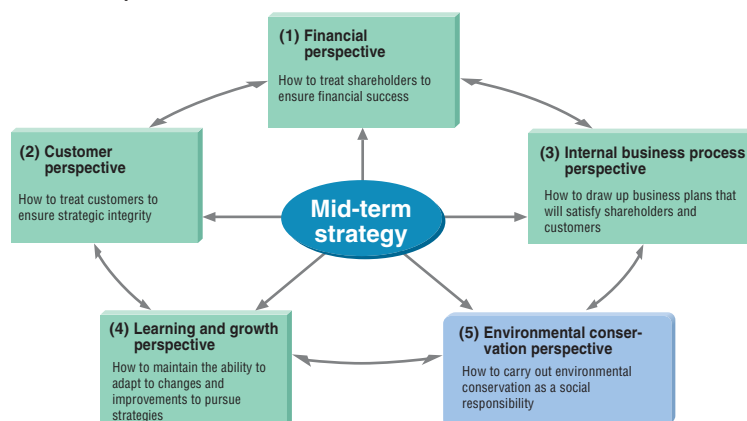 (1) Financial
perspective
How to treat shareholders to
ensure financial success
(2) Customer
perspective
How to treat customers to
ensure strategic integrity
(3) Internal business process
perspective
How to draw up business plans that
will satisfy shareholders and
customers
Mid-term
strategy
(4) Learning and growth
perspective
How to maintain the ability to
adapt to changes and
improvements to pursue
strategies
(5) Environmental conser-
vation perspective
How to carry out environmental
conservation as a social
responsibility